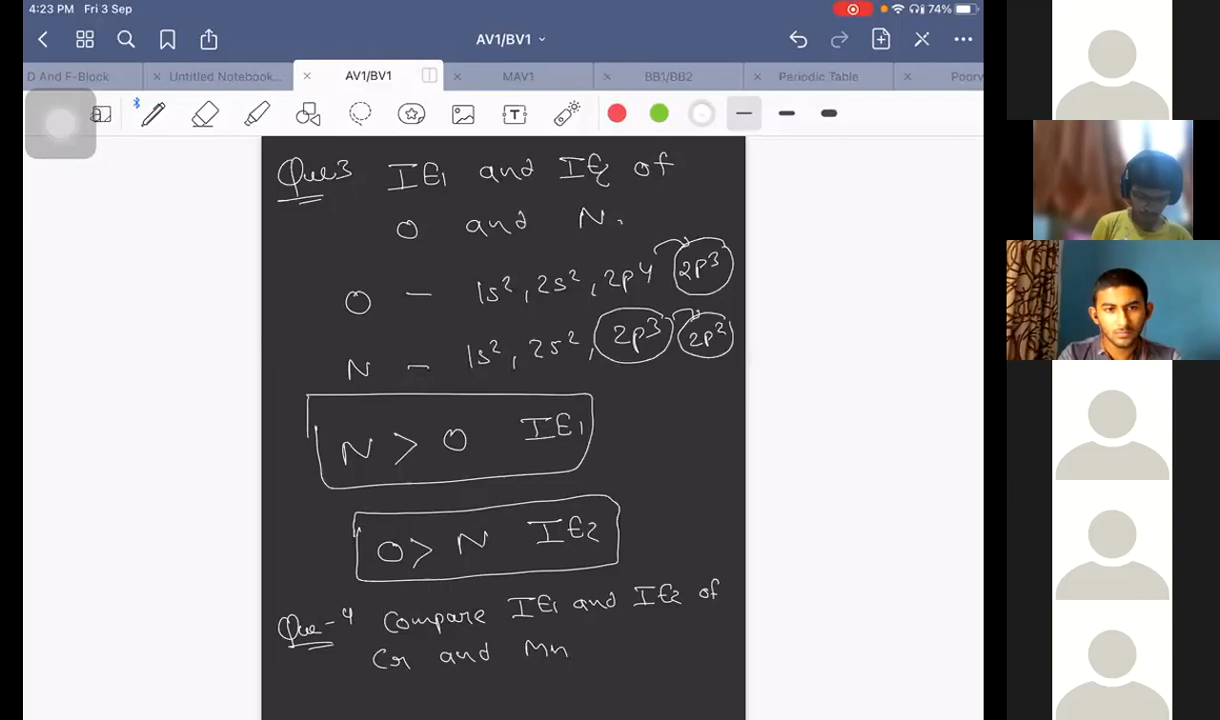 4:23 PM Fri 3 Sep
74%
AV1/BV1
D And F-Block
Untitled Notebook...
AV1/BV1
MAV1
BB1/BB2
Periodic Table
Poorv
Que3 IE₁ and IE₂ of
O and N.
O - 1s², 2s², 2p⁴ 2p³
N - 1s², 2s², 2p³ 2p²
N > O IE₁
O > N IE₂
Que-4 Compare IE₁ and IE₂ of
Cr and Mn